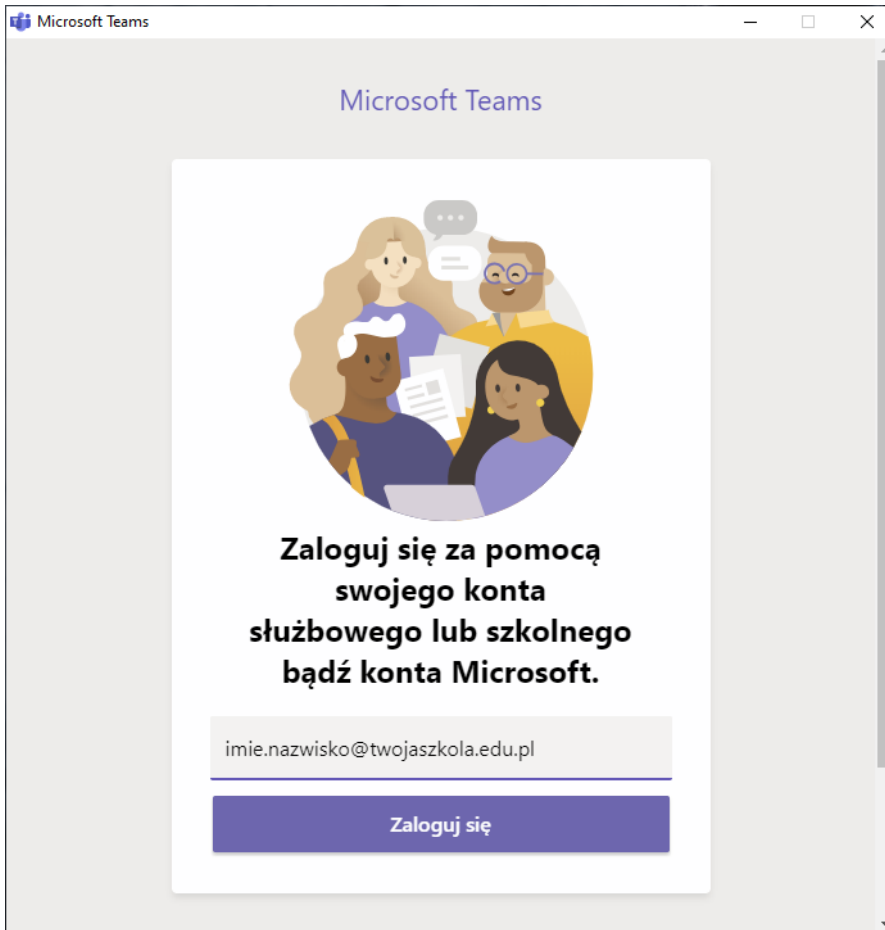 Microsoft Teams
Microsoft Teams
Zaloguj się za pomocą
swojego konta
służbowego lub szkolnego
bądź konta Microsoft.
imie.nazwisko@twojaszkola.edu.pl
Zaloguj się